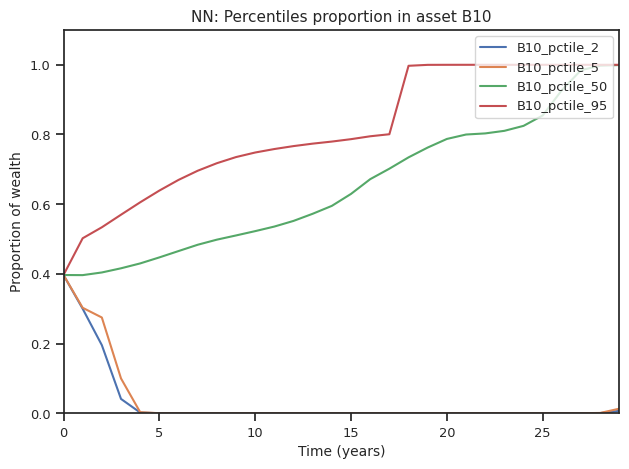 NN: Percentiles proportion in asset B10
B10_pctile_2
B10_pctile_5
B10_pctile_50
B10_pctile_95
Proportion of wealth
1.0
0.8
0.6
0.4
0.2
0.0
0 5 10 15 20 25
Time (years)